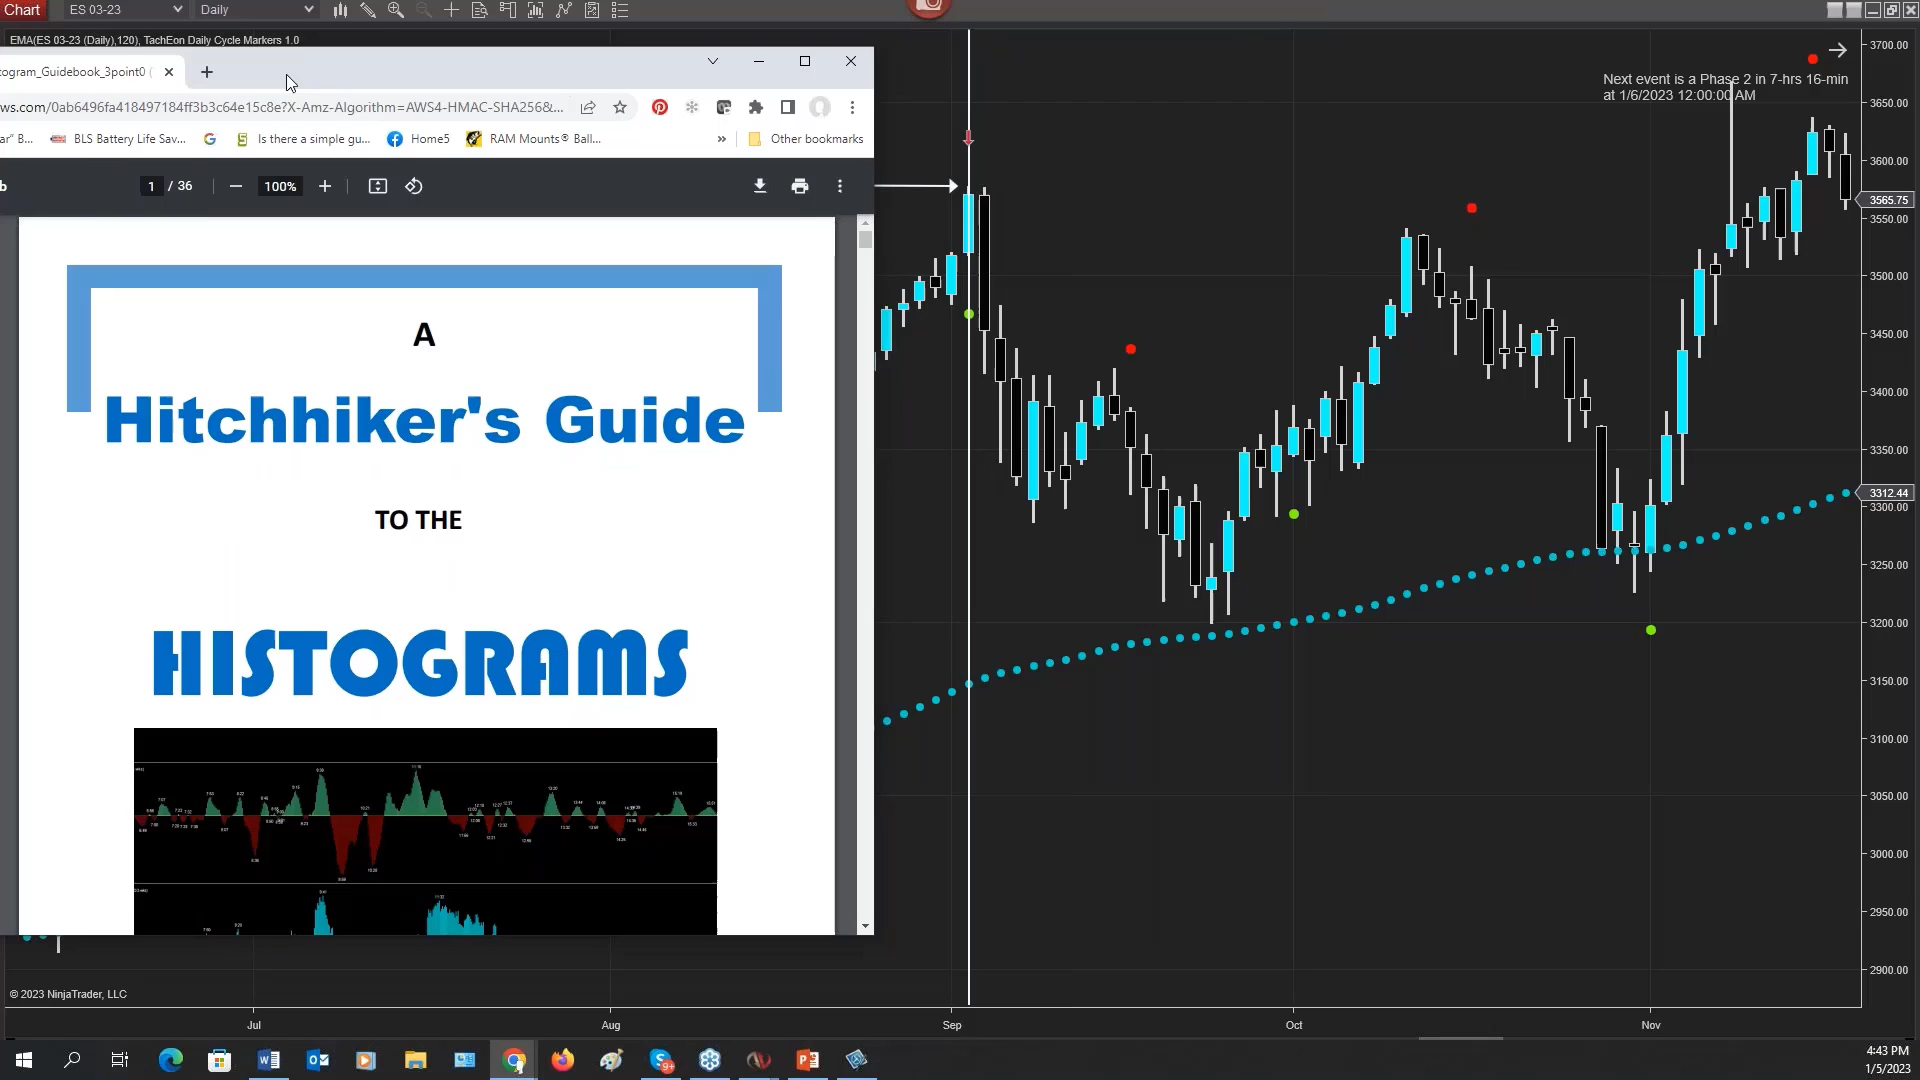 Chart
ES 03-23
Daily
EMA(ES 03-23 (Daily),120), TachEon Daily Cycle Markers 1.0
togram_Guidebook_3point0 (
ws.com/0ab6496fa418497184ff3b3c64e15c8e?X-Amz-Algorithm=AWS4-HMAC-SHA256&...
ar" B...
BLS Battery Life Sav...
Is there a simple gu...
Home5
RAM Mounts® Ball...
»
Other bookmarks
b
1 / 36
100%
A
Hitchhiker's Guide
TO THE
HISTOGRAMS
Next event is a Phase 2 in 7-hrs 16-min
at 1/6/2023 12:00:00 AM
3700.00
3650.00
3600.00
3565.75
3550.00
3500.00
3450.00
3400.00
3350.00
3312.44
3300.00
3250.00
3200.00
3150.00
3100.00
3050.00
3000.00
2950.00
2900.00
© 2023 NinjaTrader, LLC
Jul
Aug
Sep
Oct
Nov
9+
4:43 PM
1/5/2023